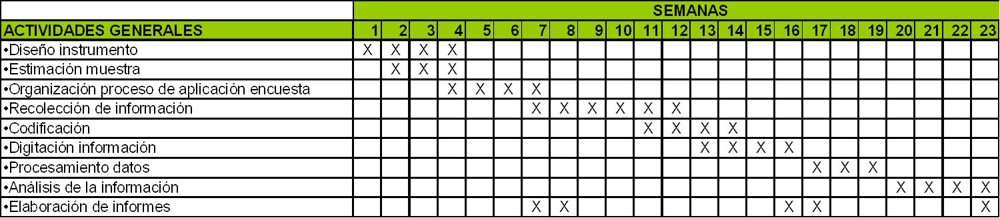 SEMANAS
ACTIVIDADES GENERALES 1 2 3 4 5 6 7 8 9 10 11 12 13 14 15 16 17 18 19 20 21 22 23
•Diseño instrumento X X X X
•Estimación muestra X X X
•Organización proceso de aplicación encuesta X X X X
•Recolección de información X X X X X X
•Codificación X X X X
•Digitación información X X X X
•Procesamiento datos X X X
•Análisis de la información X X X X
•Elaboración de informes X X X X X